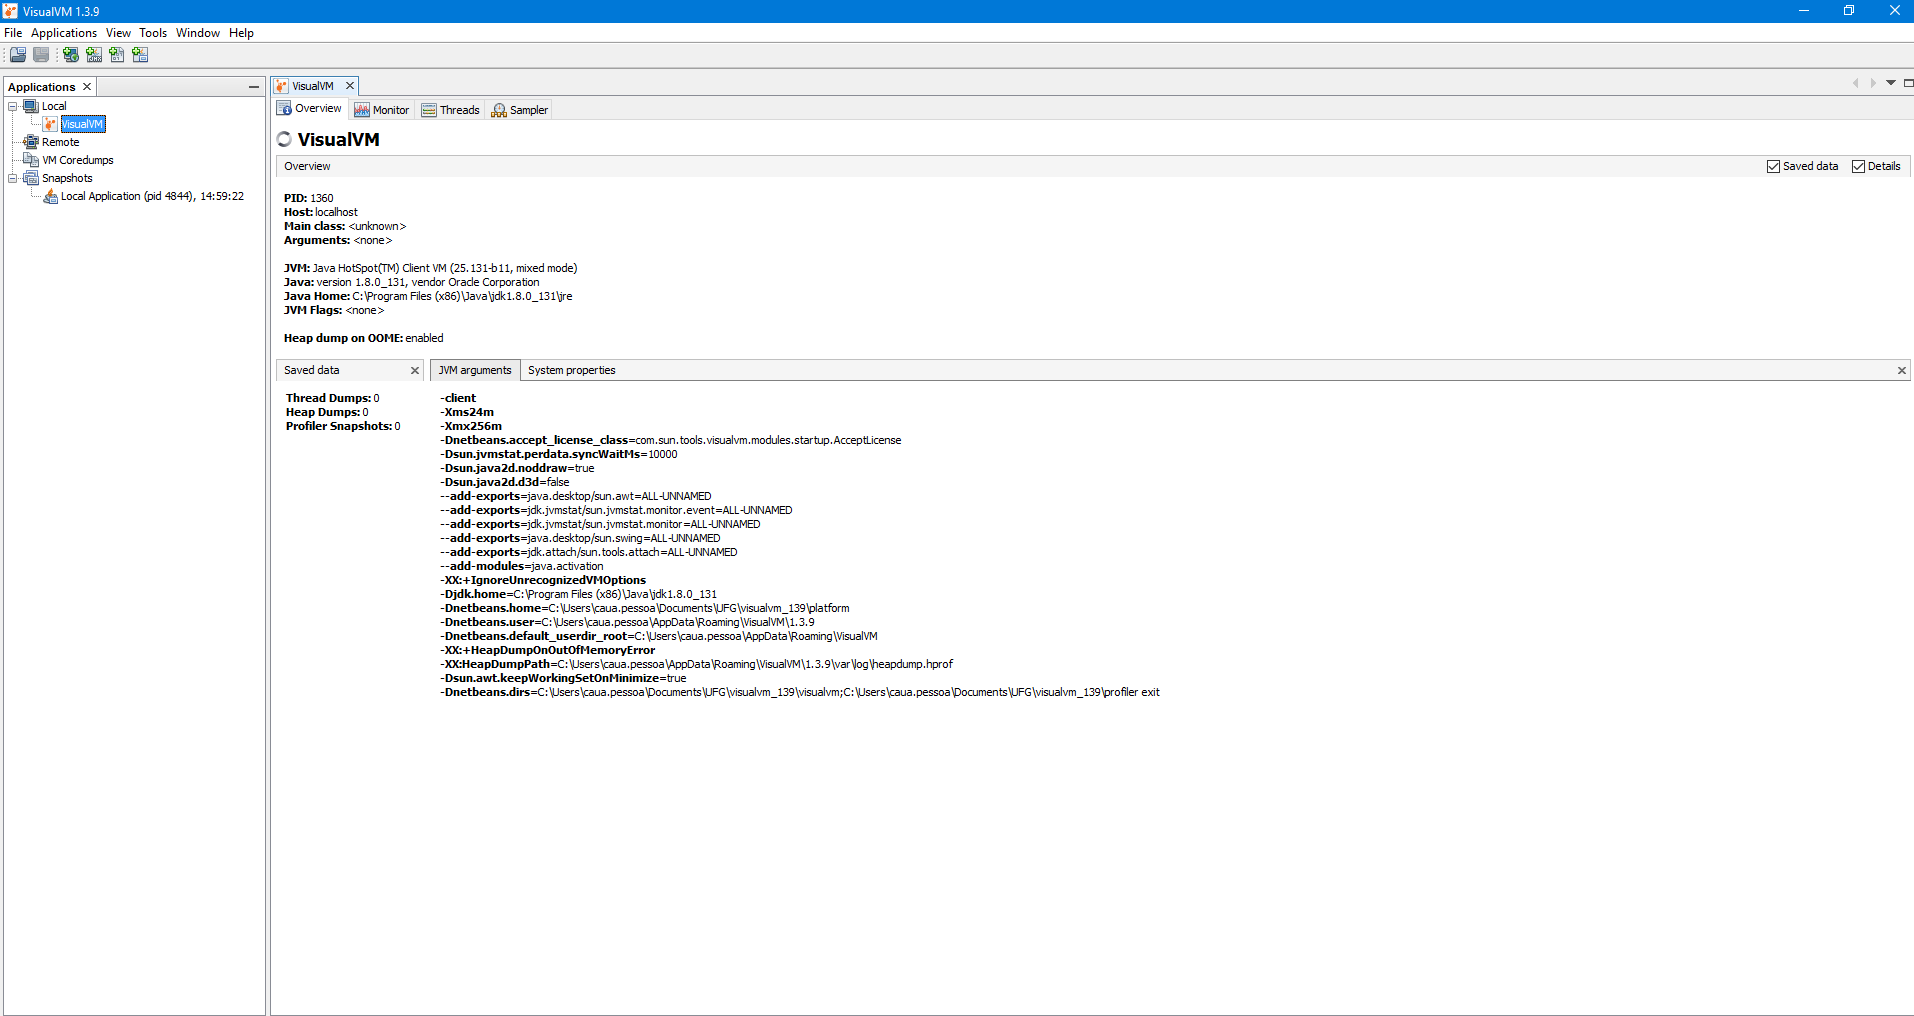 VisualVM 1.3.9
File Applications View Tools Window Help
Applications
Local
VisualVM
Remote
VM Coredumps
Snapshots
Local Application (pid 4844), 14:59:22
VisualVM
Overview Monitor Threads Sampler
VisualVM
Overview Saved data Details
PID: 1360
Host: localhost
Main class: <unknown>
Arguments: <none>
JVM: Java HotSpot(TM) Client VM (25.131-b11, mixed mode)
Java: version 1.8.0_131, vendor Oracle Corporation
Java Home: C:\Program Files (x86)\Java\jdk1.8.0_131\jre
JVM Flags: <none>
Heap dump on OOME: enabled
Saved data
Thread Dumps: 0
Heap Dumps: 0
Profiler Snapshots: 0
JVM arguments System properties
-client
-Xms24m
-Xmx256m
-Dnetbeans.accept_license_class=com.sun.tools.visualvm.modules.startup.AcceptLicense
-Dsun.jvmstat.perdata.syncWaitMs=10000
-Dsun.java2d.noddraw=true
-Dsun.java2d.d3d=false
--add-exports=java.desktop/sun.awt=ALL-UNNAMED
--add-exports=jdk.jvmstat/sun.jvmstat.monitor.event=ALL-UNNAMED
--add-exports=jdk.jvmstat/sun.jvmstat.monitor=ALL-UNNAMED
--add-exports=java.desktop/sun.swing=ALL-UNNAMED
--add-exports=jdk.attach/sun.tools.attach=ALL-UNNAMED
--add-modules=java.activation
-XX:+IgnoreUnrecognizedVMOptions
-Djdk.home=C:\Program Files (x86)\Java\jdk1.8.0_131
-Dnetbeans.home=C:\Users\caua.pessoa\Documents\UFG\visualvm_139\platform
-Dnetbeans.user=C:\Users\caua.pessoa\AppData\Roaming\VisualVM\1.3.9
-Dnetbeans.default_userdir_root=C:\Users\caua.pessoa\AppData\Roaming\VisualVM
-XX:+HeapDumpOnOutOfMemoryError
-XX:HeapDumpPath=C:\Users\caua.pessoa\AppData\Roaming\VisualVM\1.3.9\var\log\heapdump.hprof
-Dsun.awt.keepWorkingSetOnMinimize=true
-Dnetbeans.dirs=C:\Users\caua.pessoa\Documents\UFG\visualvm_139\visualvm;C:\Users\caua.pessoa\Documents\UFG\visualvm_139\profiler exit